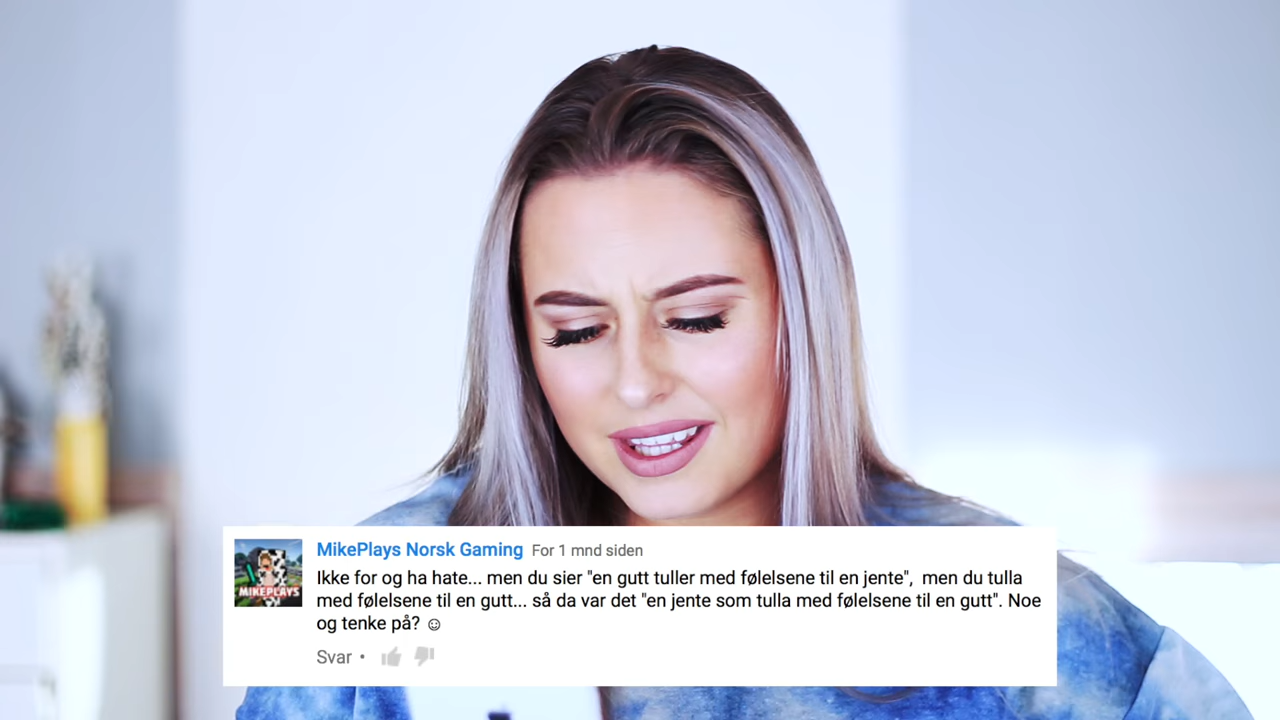 MikePlays Norsk Gaming For 1 mnd siden
Ikke for og ha hate... men du sier "en gutt tuller med følelsene til en jente", men du tulla
med følelsene til en gutt... så da var det "en jente som tulla med følelsene til en gutt". Noe
og tenke på? ☺
MIKEPLAYS
Svar •